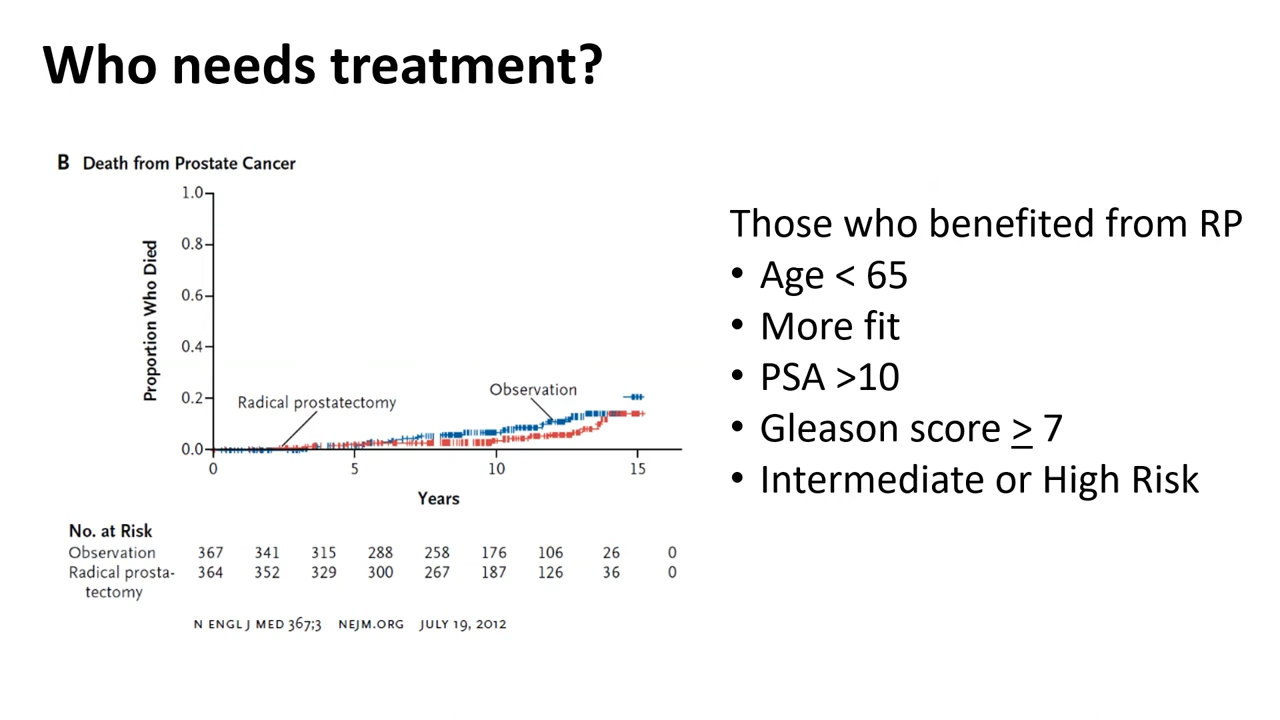 Who needs treatment?
B Death from Prostate Cancer
1.0
0.8
0.6
0.4
0.2
0.0
Proportion Who Died
Radical prostatectomy
Observation
0 5 10 15
Years
No. at Risk
Observation 367 341 315 288 258 176 106 26 0
Radical prosta- 364 352 329 300 267 187 126 36 0
tectomy
N ENGL J MED 367;3 NEJM.ORG JULY 19, 2012
Those who benefited from RP
• Age < 65
• More fit
• PSA >10
• Gleason score ≥ 7
• Intermediate or High Risk